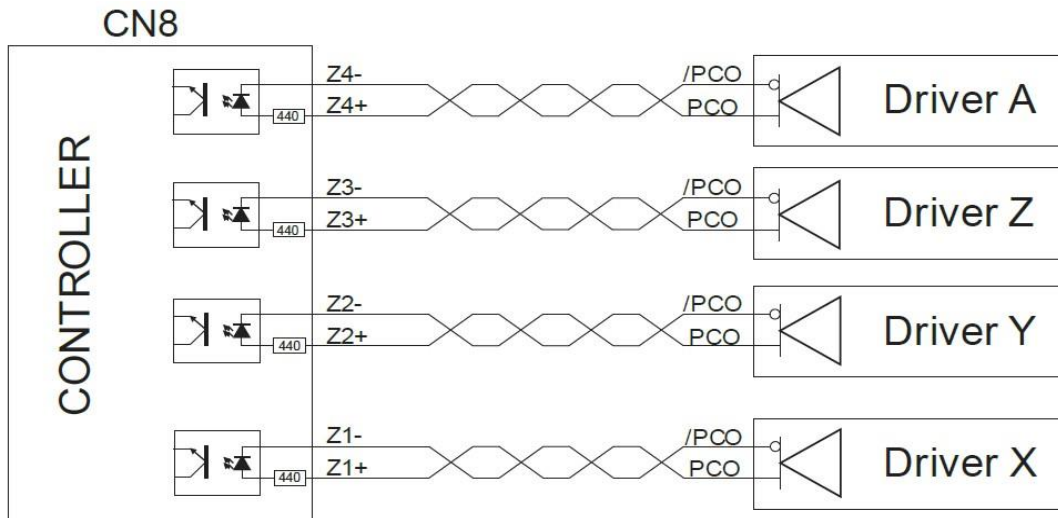 CN8
CONTROLLER
Z4- /PCO
440 Z4+ PCO
Driver A
Z3- /PCO
440 Z3+ PCO
Driver Z
Z2- /PCO
440 Z2+ PCO
Driver Y
Z1- /PCO
440 Z1+ PCO
Driver X